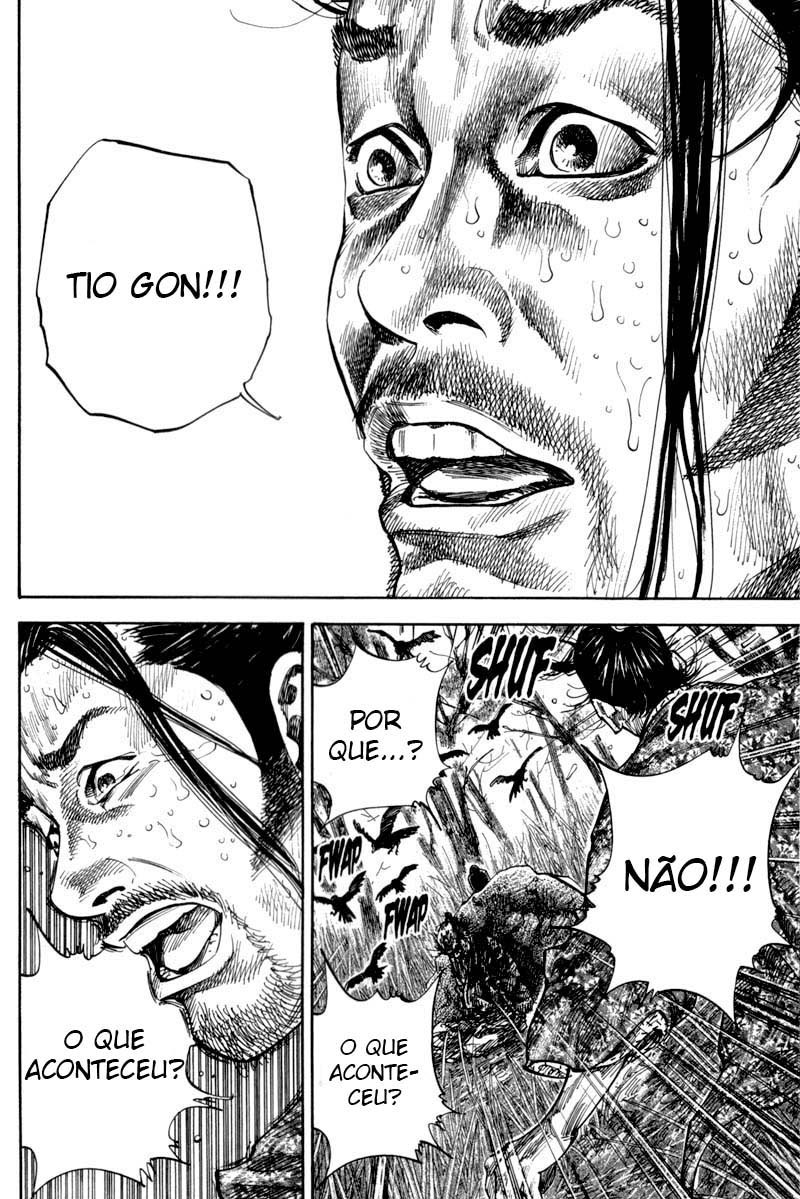 TIO GON!!!
SHUF
SHUF
NÃO!!!
POR
QUE...?
FWAP
FWAP
O QUE
ACONTE-
CEU?
O QUE
ACONTECEU?